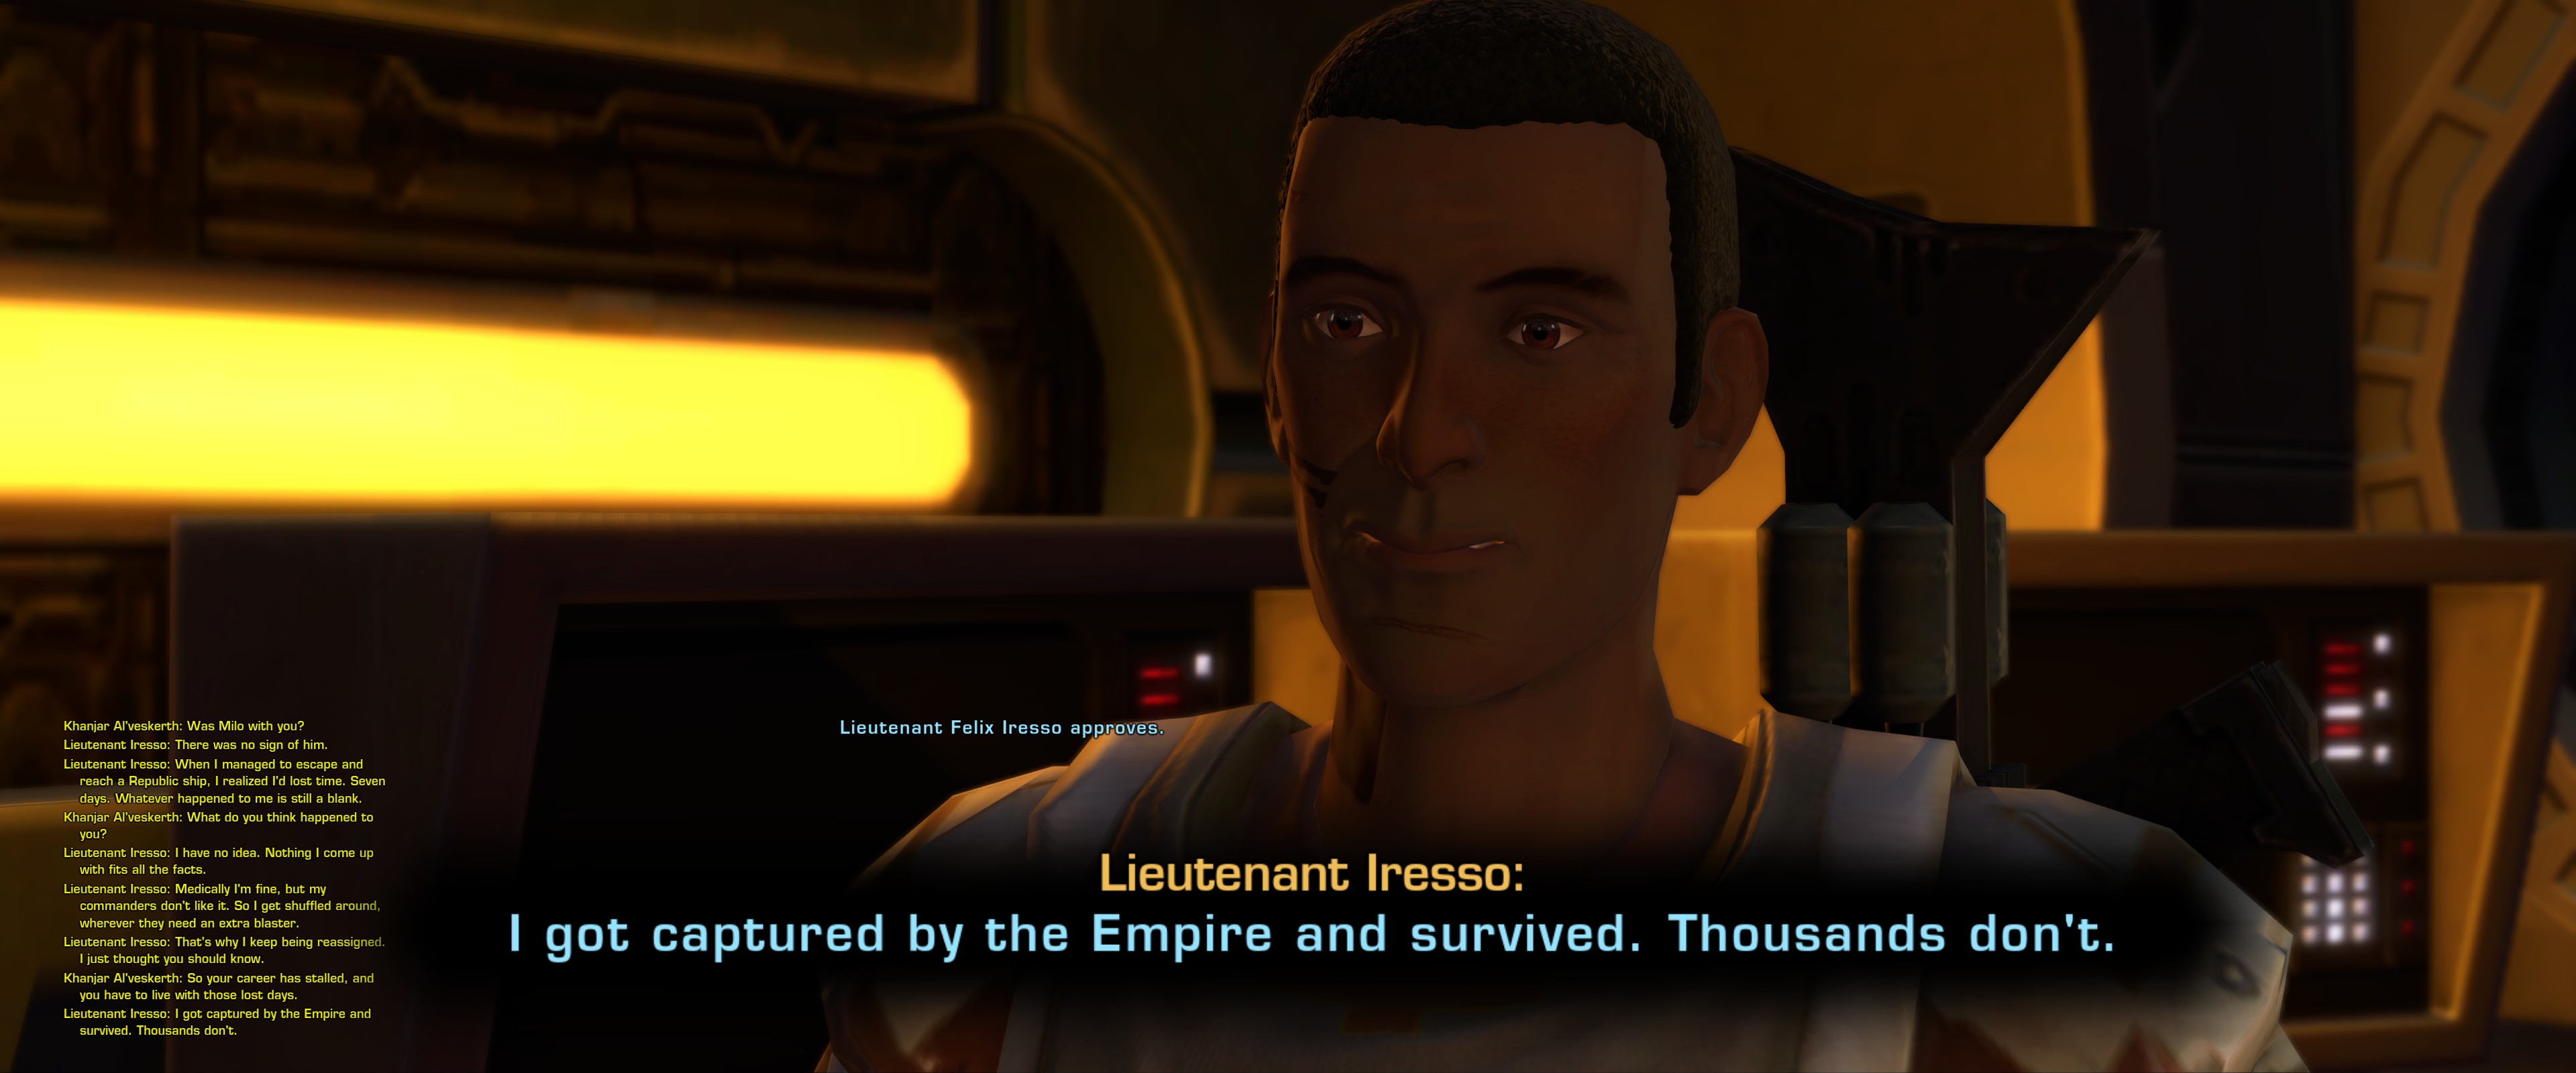 Khanjar Al'veskerth: Was Milo with you?
Lieutenant Iresso: There was no sign of him.
Lieutenant Iresso: When I managed to escape and
reach a Republic ship, I realized I'd lost time. Seven
days. Whatever happened to me is still a blank.
Khanjar Al'veskerth: What do you think happened to
you?
Lieutenant Iresso: I have no idea. Nothing I come up
with fits all the facts.
Lieutenant Iresso: Medically I'm fine, but my
commanders don't like it. So I get shuffled around,
wherever they need an extra blaster.
Lieutenant Iresso: That's why I keep being reassigned.
I just thought you should know.
Khanjar Al'veskerth: So your career has stalled, and
you have to live with those lost days.
Lieutenant Iresso: I got captured by the Empire and
survived. Thousands don't.
Lieutenant Felix Iresso approves.
Lieutenant Iresso:
I got captured by the Empire and survived. Thousands don't.